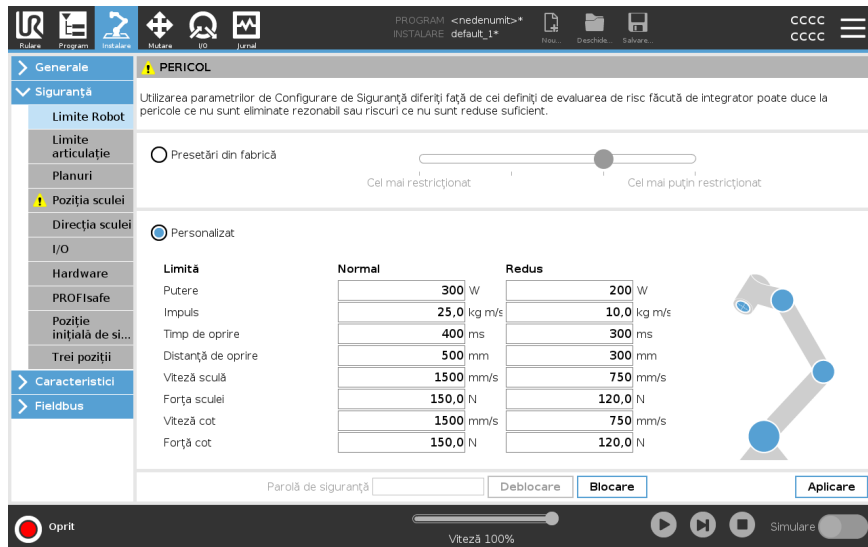 UR
PROGRAM <nedenumit>*
INSTALARE default_1*
CCCC
CCCC
Rulare Program Instalare Mutare I/O Jurnal Nou... Deschide... Salvare...
Generale
Siguranță
Limite Robot
Limite
articulație
Planuri
Poziția sculei
Direcția sculei
I/O
Hardware
PROFIsafe
Poziție
inițială de si...
Trei poziții
Caracteristici
Fieldbus
PERICOL
Utilizarea parametrilor de Configurare de Siguranță diferiți față de cei definiți de evaluarea de risc făcută de integrator poate duce la
pericole ce nu sunt eliminate rezonabil sau riscuri ce nu sunt reduse suficient.
Presetări din fabrică
Cel mai restricționat Cel mai puțin restricționat
Personalizat
Limită Normal Redus
Putere 300 W 200 W
Impuls 25,0 kg m/s 10,0 kg m/s
Timp de oprire 400 ms 300 ms
Distanță de oprire 500 mm 300 mm
Viteză sculă 1500 mm/s 750 mm/s
Forța sculei 150,0 N 120,0 N
Viteză cot 1500 mm/s 750 mm/s
Forță cot 150,0 N 120,0 N
Parolă de siguranță Deblocare Blocare Aplicare
Oprit
Viteză 100%
Simulare